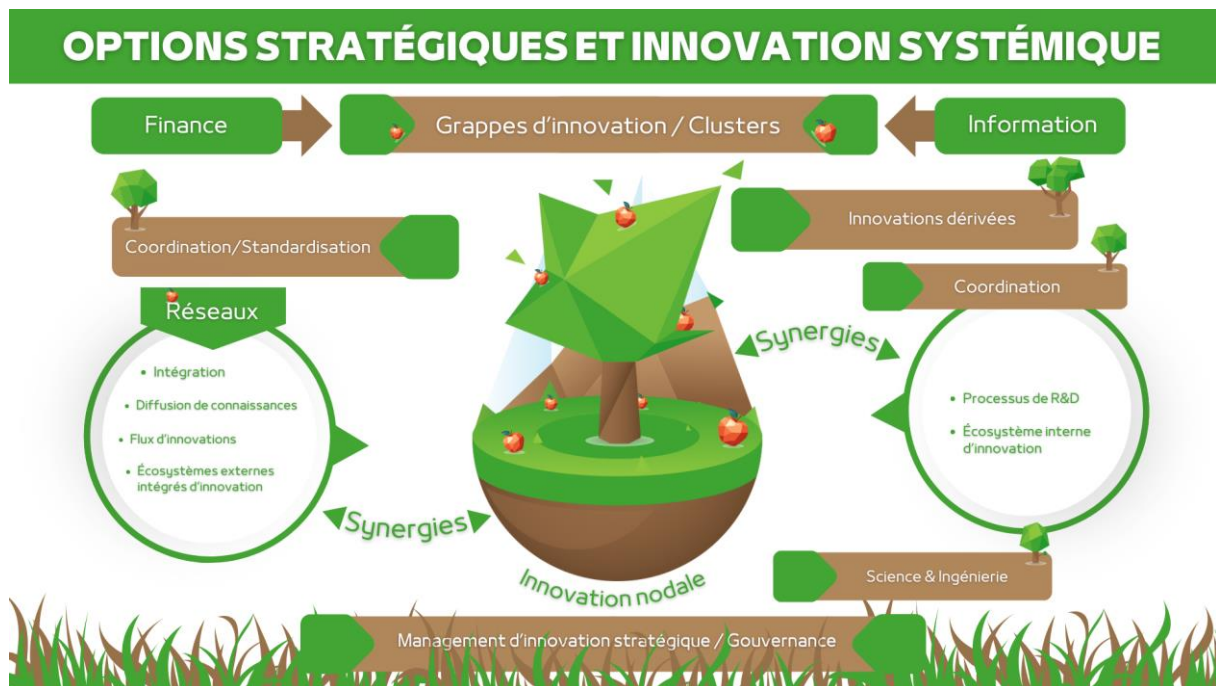 OPTIONS STRATÉGIQUES ET INNOVATION SYSTÉMIQUE
Finance
Grappes d'innovation / Clusters
Information
Coordination/Standardisation
Innovations dérivées
Coordination
Réseaux
• Intégration
• Diffusion de connaissances
• Flux d'innovations
• Écosystèmes externes
intégrés d'innovation
Synergies
• Processus de R&D
• Écosystème interne
d'innovation
Synergies
Innovation nodale
Science & Ingénierie
Management d'innovation stratégique / Gouvernance